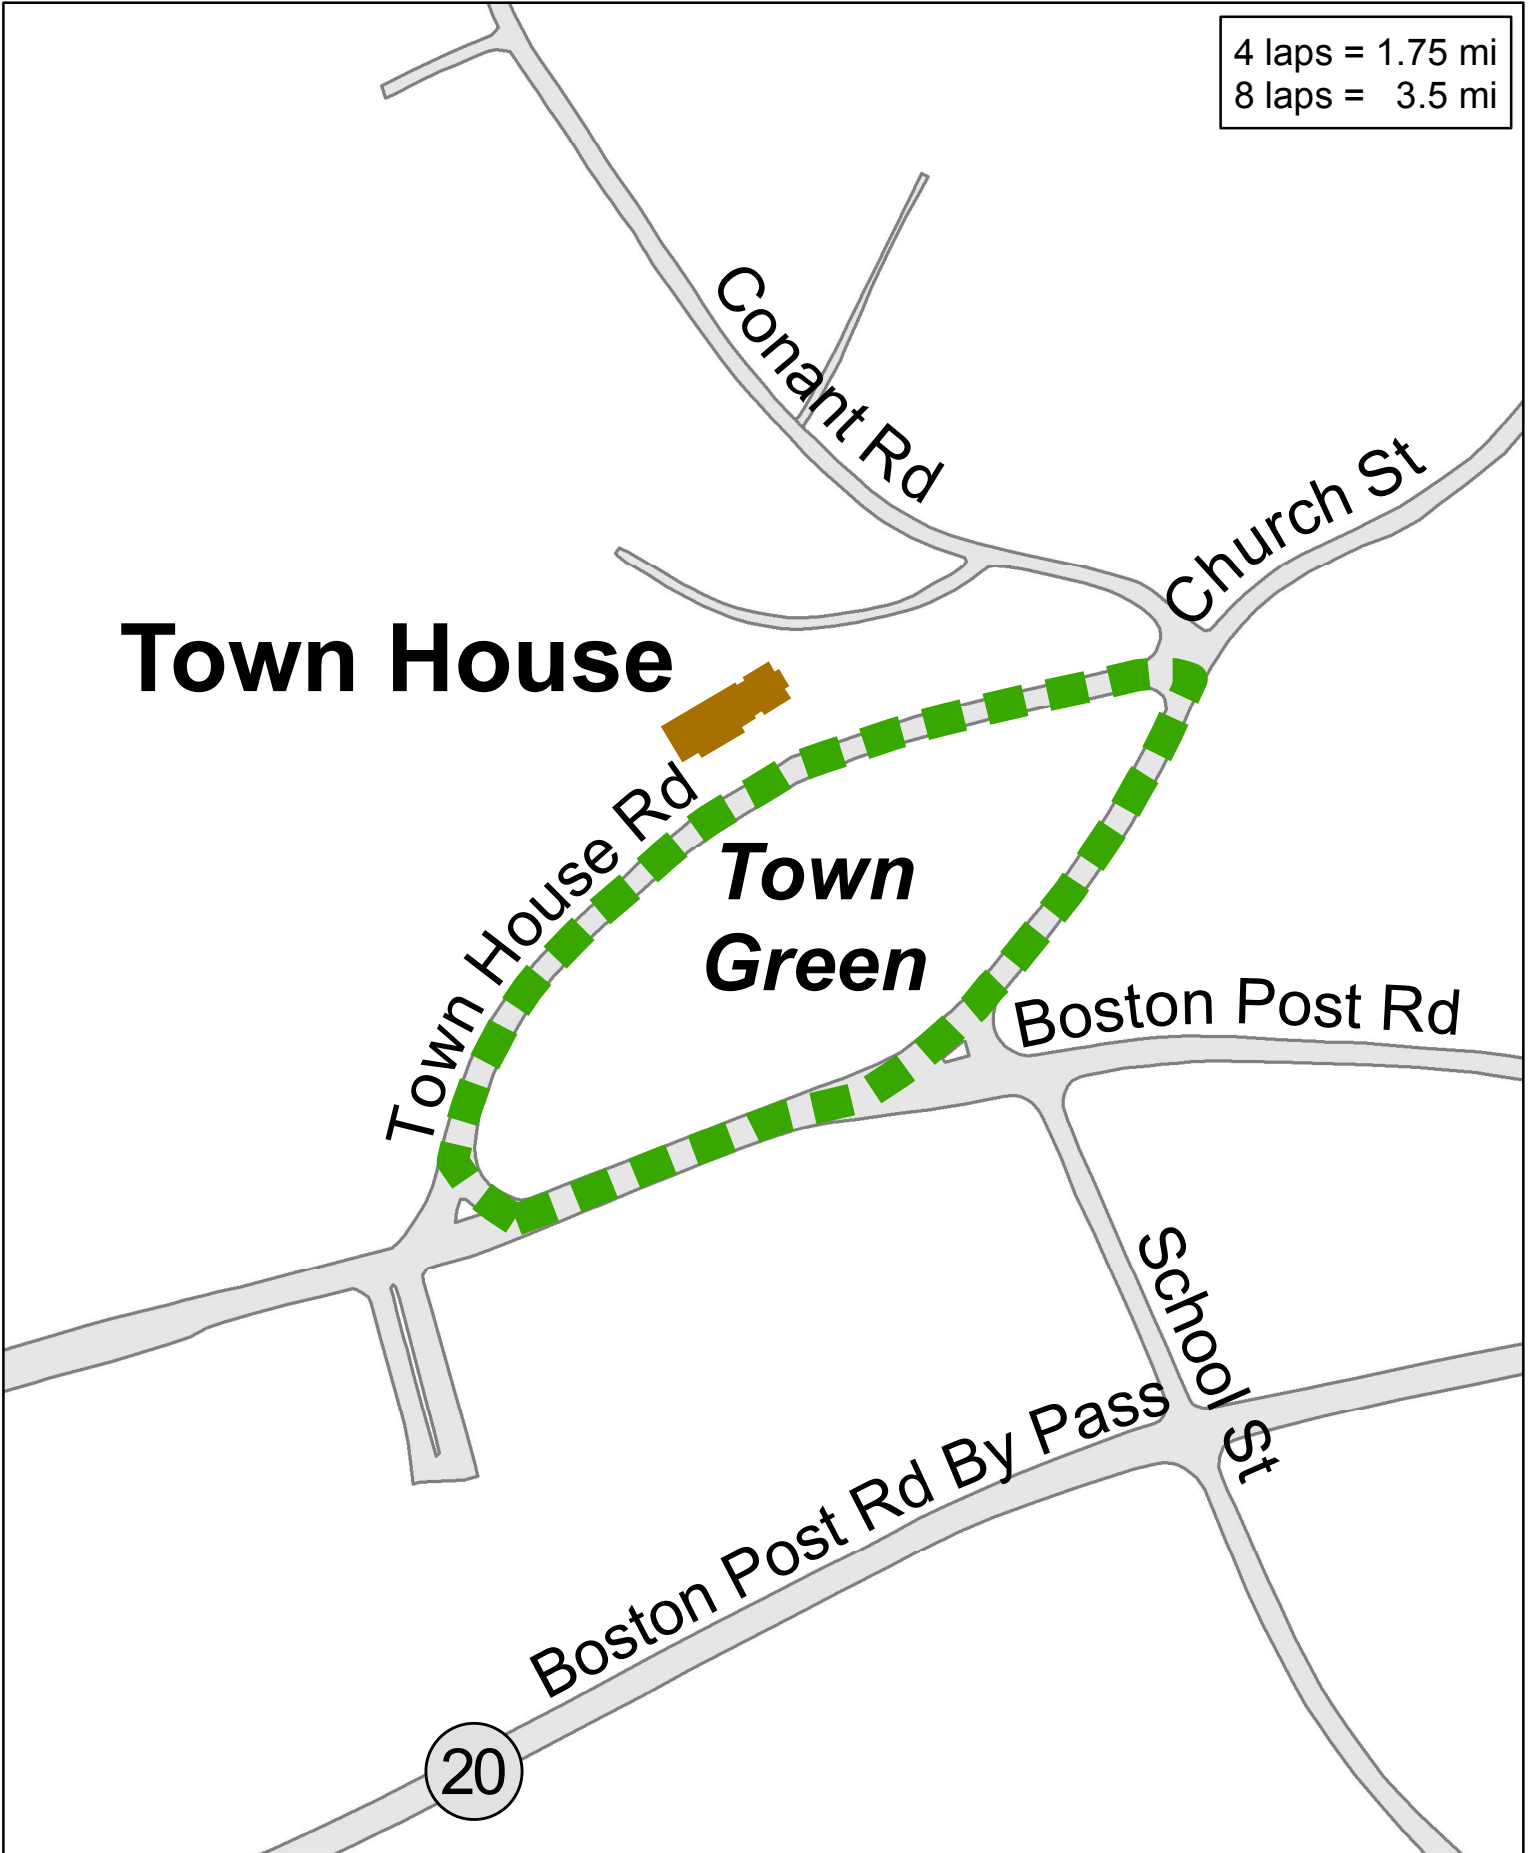 4 laps = 1.75 mi
8 laps = 3.5 mi
Conant Rd
Church St
Town House
Town House Rd
Town
Green
Boston Post Rd
School St
Boston Post Rd By Pass
20